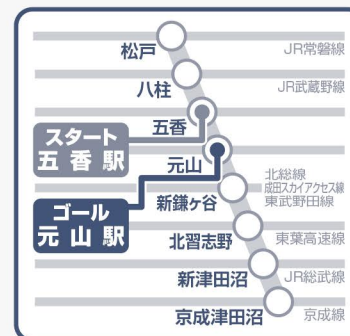 松戸
JR常磐線
八柱
JR武蔵野線
五香
スタート
五香駅
元山
北総線
成田スカイアクセス線
東武野田線
新鎌ヶ谷
ゴール
元山駅
北習志野
東葉高速線
新津田沼
JR総武線
京成津田沼
京成線